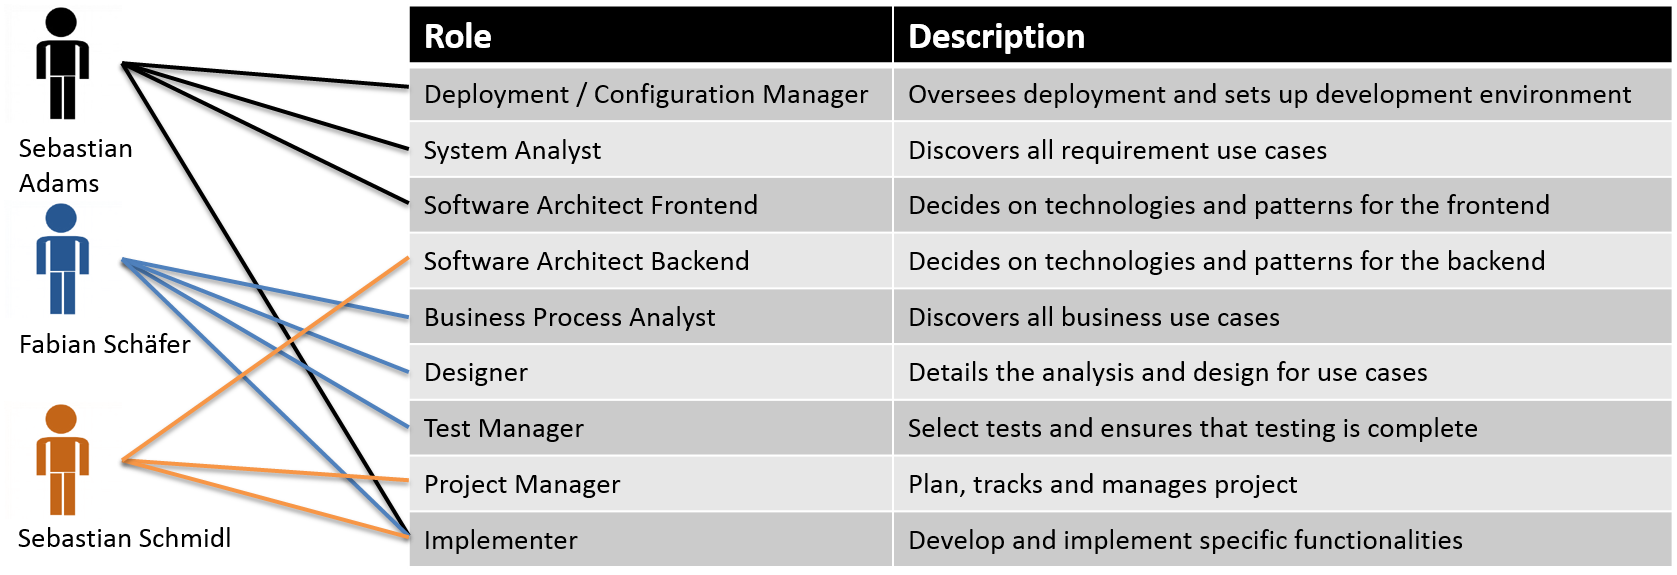 Sebastian
Adams
Fabian Schäfer
Sebastian Schmidl
Role Description
Deployment / Configuration Manager Oversees deployment and sets up development environment
System Analyst Discovers all requirement use cases
Software Architect Frontend Decides on technologies and patterns for the frontend
Software Architect Backend Decides on technologies and patterns for the backend
Business Process Analyst Discovers all business use cases
Designer Details the analysis and design for use cases
Test Manager Select tests and ensures that testing is complete
Project Manager Plan, tracks and manages project
Implementer Develop and implement specific functionalities